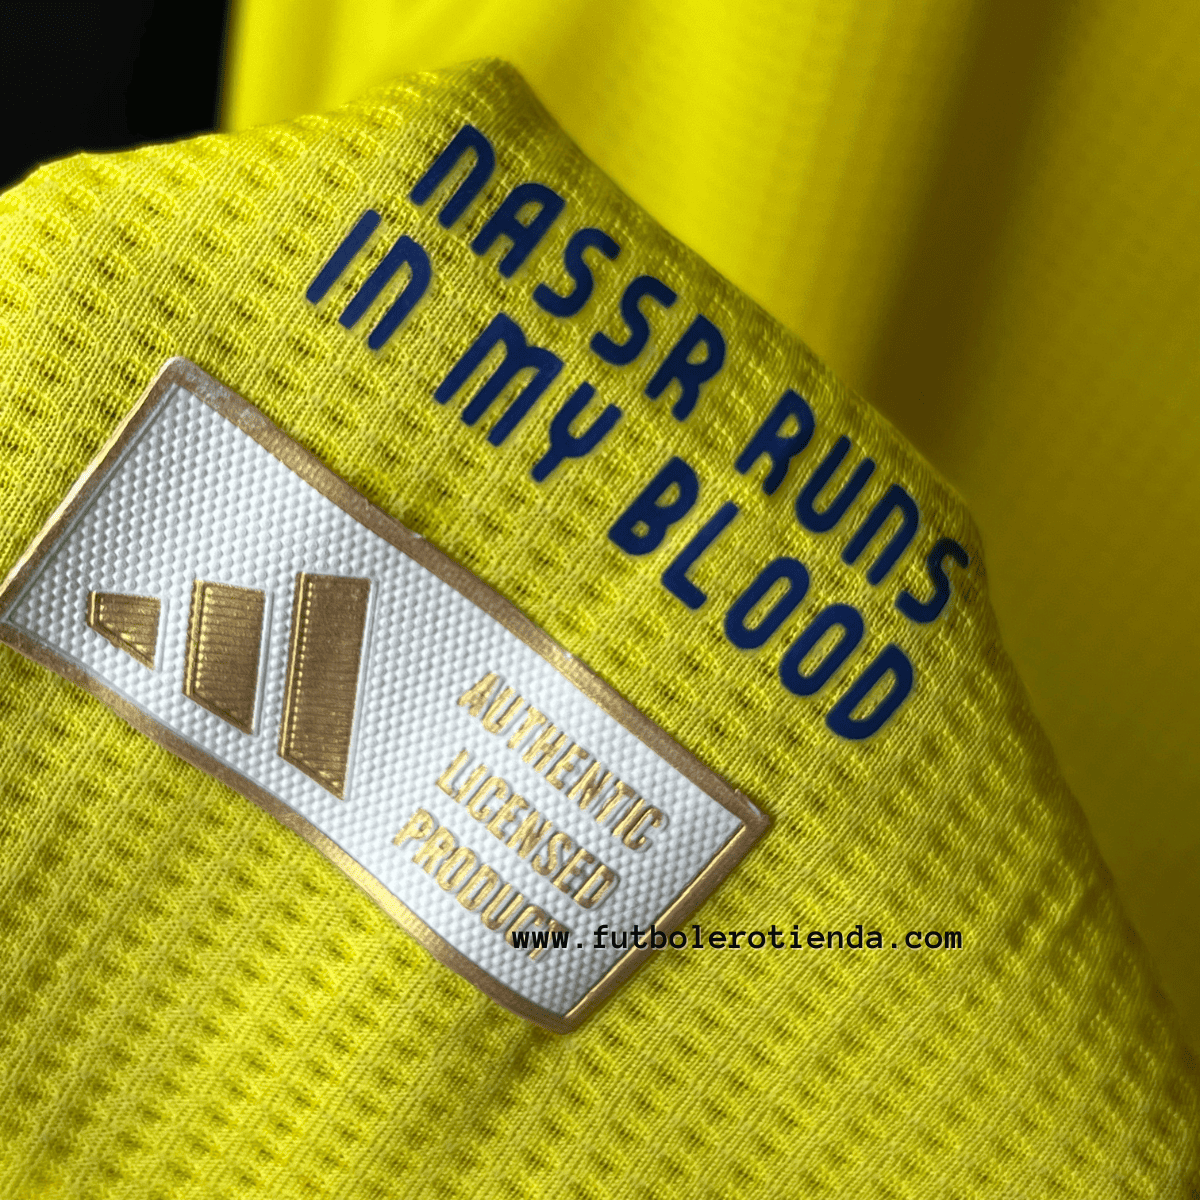 NASSR RUNS
IN MY BLOOD
AUTHENTIC
LICENSED
PRODUCT
www.futbolerotienda.com